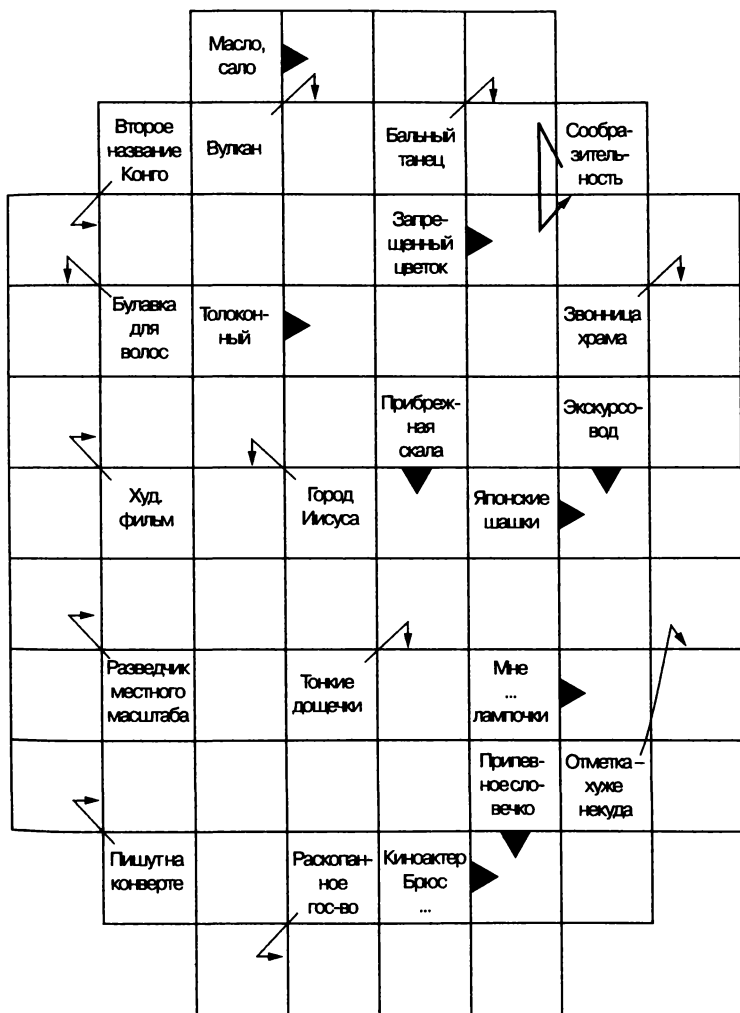 Масло,
сало
Второе
название
Конго
Вулкан
Бальный
танец
Сообра-
зитель-
ность
Запре-
щенный
цветок
Булавка
для
волос
Толокон-
ный
Звонница
храма
Прибреж-
ная
скала
Экскурсо-
вод
Худ.
фильм
Город
Иисуса
Японские
шашки
Разведчик
местного
масштаба
Тонкие
дощечки
Мне
...
лампочки
Припев-
ное сло-
вечко
Отметка –
хуже
некуда
Пишут на
конверте
Раскопан-
ное
гос-во
Киноактер
Брюс
...